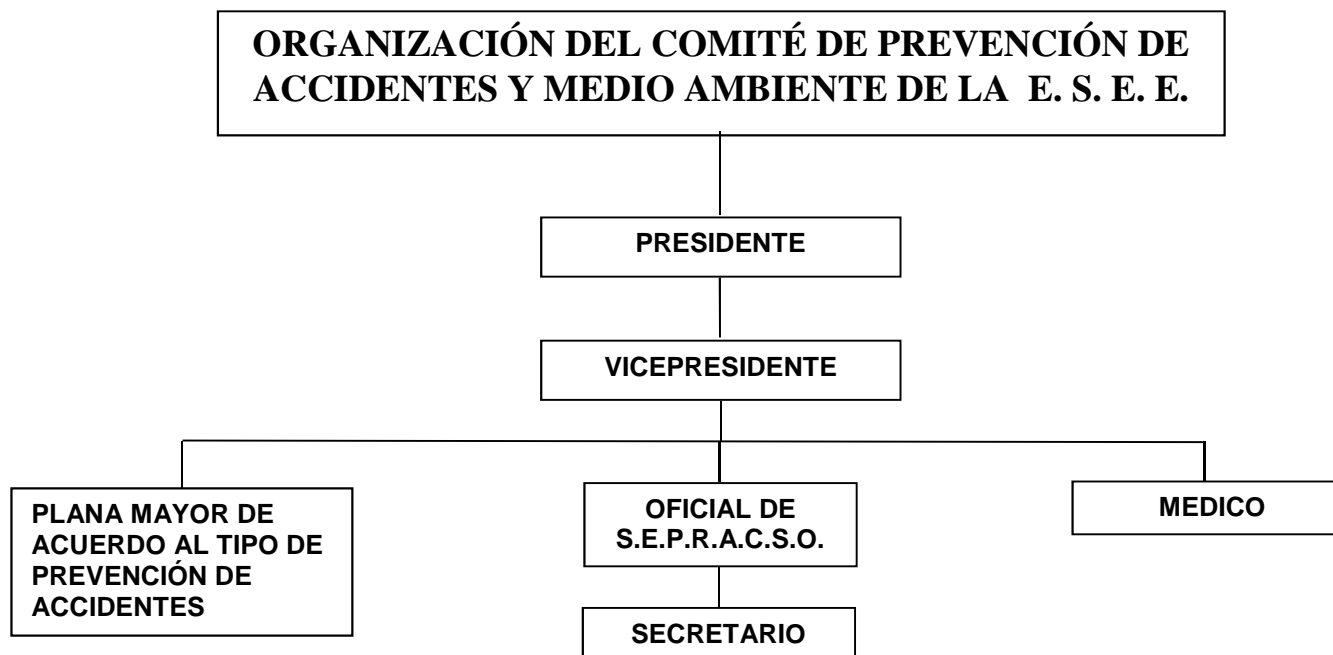 ORGANIZACIÓN DEL COMITÉ DE PREVENCIÓN DE
ACCIDENTES Y MEDIO AMBIENTE DE LA E. S. E. E.
PRESIDENTE
VICEPRESIDENTE
PLANA MAYOR DE
ACUERDO AL TIPO DE
PREVENCIÓN DE
ACCIDENTES
OFICIAL DE
S.E.P.R.A.C.S.O.
MEDICO
SECRETARIO